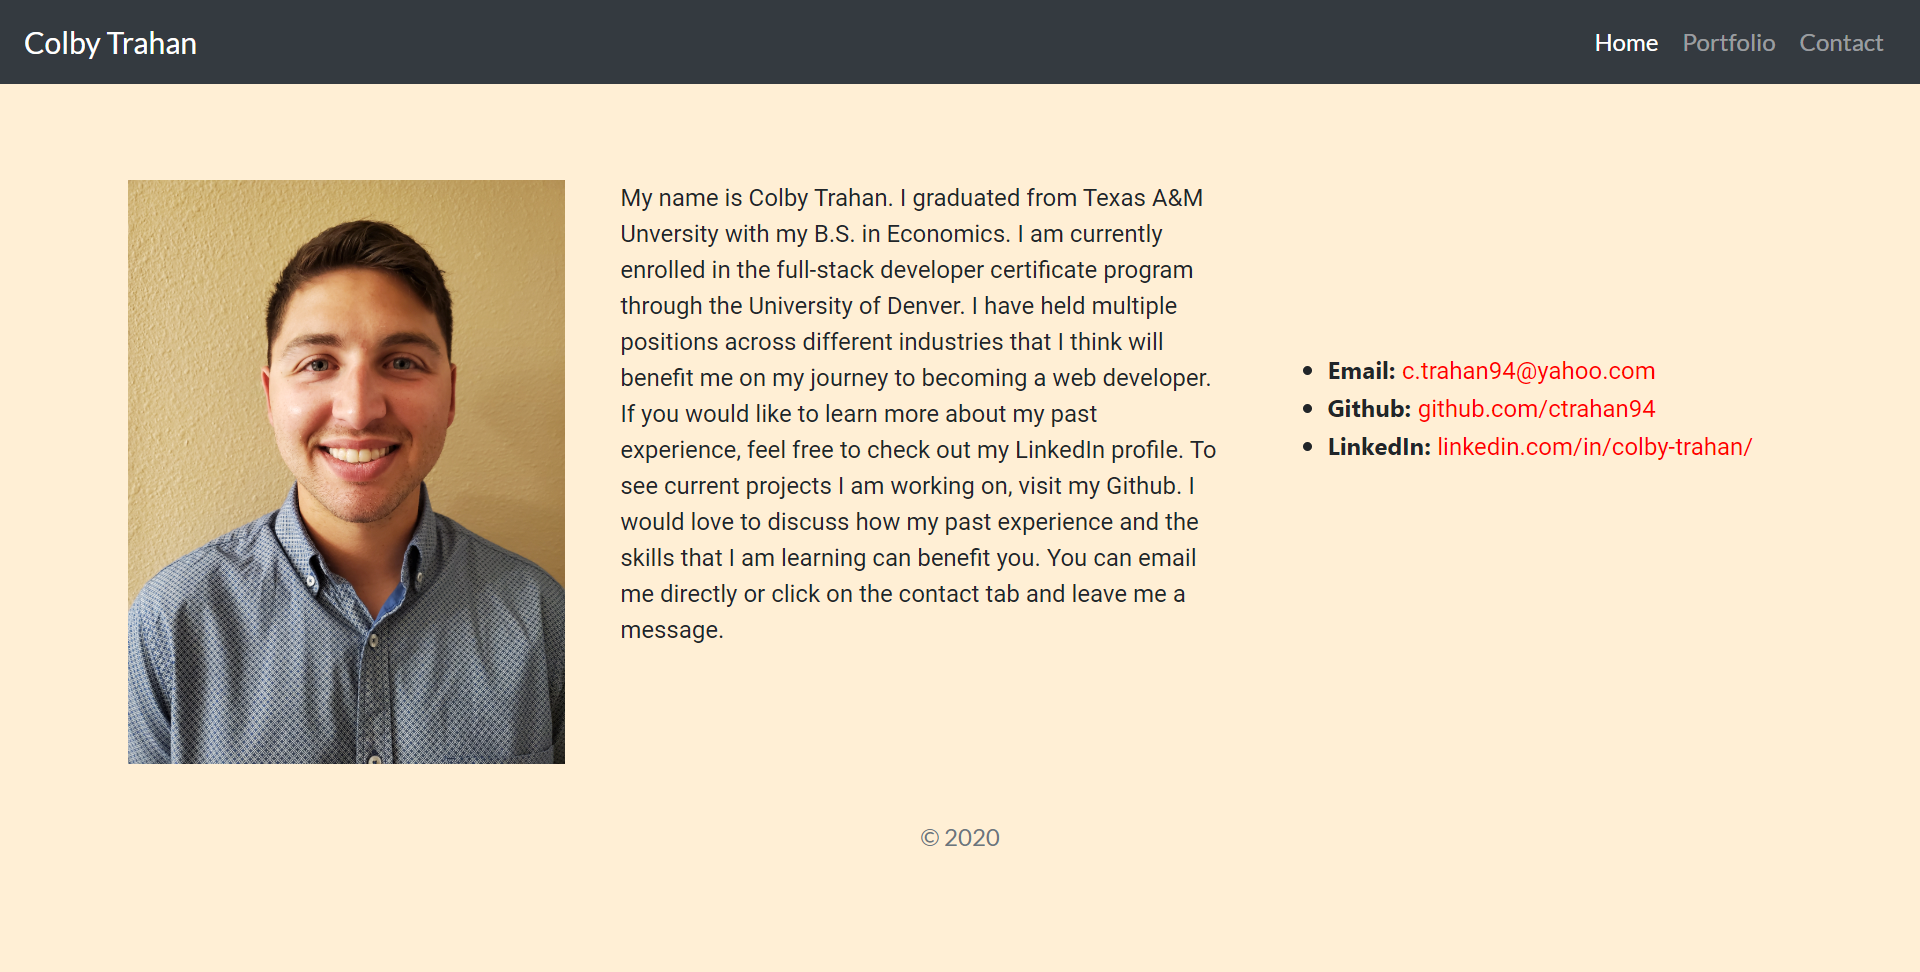 Colby Trahan
Home Portfolio Contact
My name is Colby Trahan. I graduated from Texas A&M
Unversity with my B.S. in Economics. I am currently
enrolled in the full-stack developer certificate program
through the University of Denver. I have held multiple
positions across different industries that I think will
benefit me on my journey to becoming a web developer.
If you would like to learn more about my past
experience, feel free to check out my LinkedIn profile. To
see current projects I am working on, visit my Github. I
would love to discuss how my past experience and the
skills that I am learning can benefit you. You can email
me directly or click on the contact tab and leave me a
message.
• Email: c.trahan94@yahoo.com
• Github: github.com/ctrahan94
• LinkedIn: linkedin.com/in/colby-trahan/
© 2020